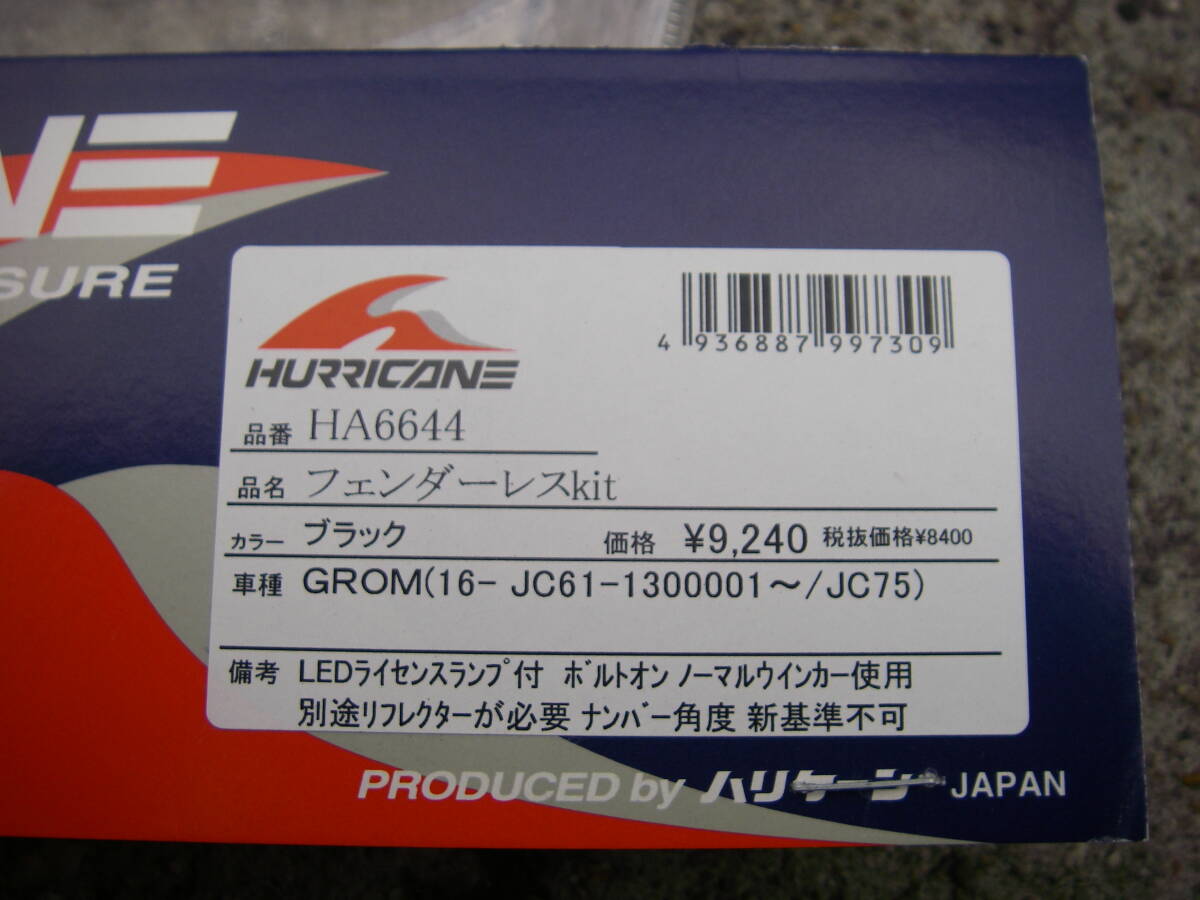 NE
SURE
HURRICANE
4 936887 997309
品番 HA6644
品名 フェンダーレスkit
カラー ブラック 価格 ¥9,240 税抜価格¥8400
車種 GROM(16- JC61-1300001～/JC75)
備考 LEDライセンスランプ付 ボルトオン ノーマルウインカー使用
別途リフレクターが必要 ナンバー角度 新基準不可
PRODUCED by ハリケーン JAPAN